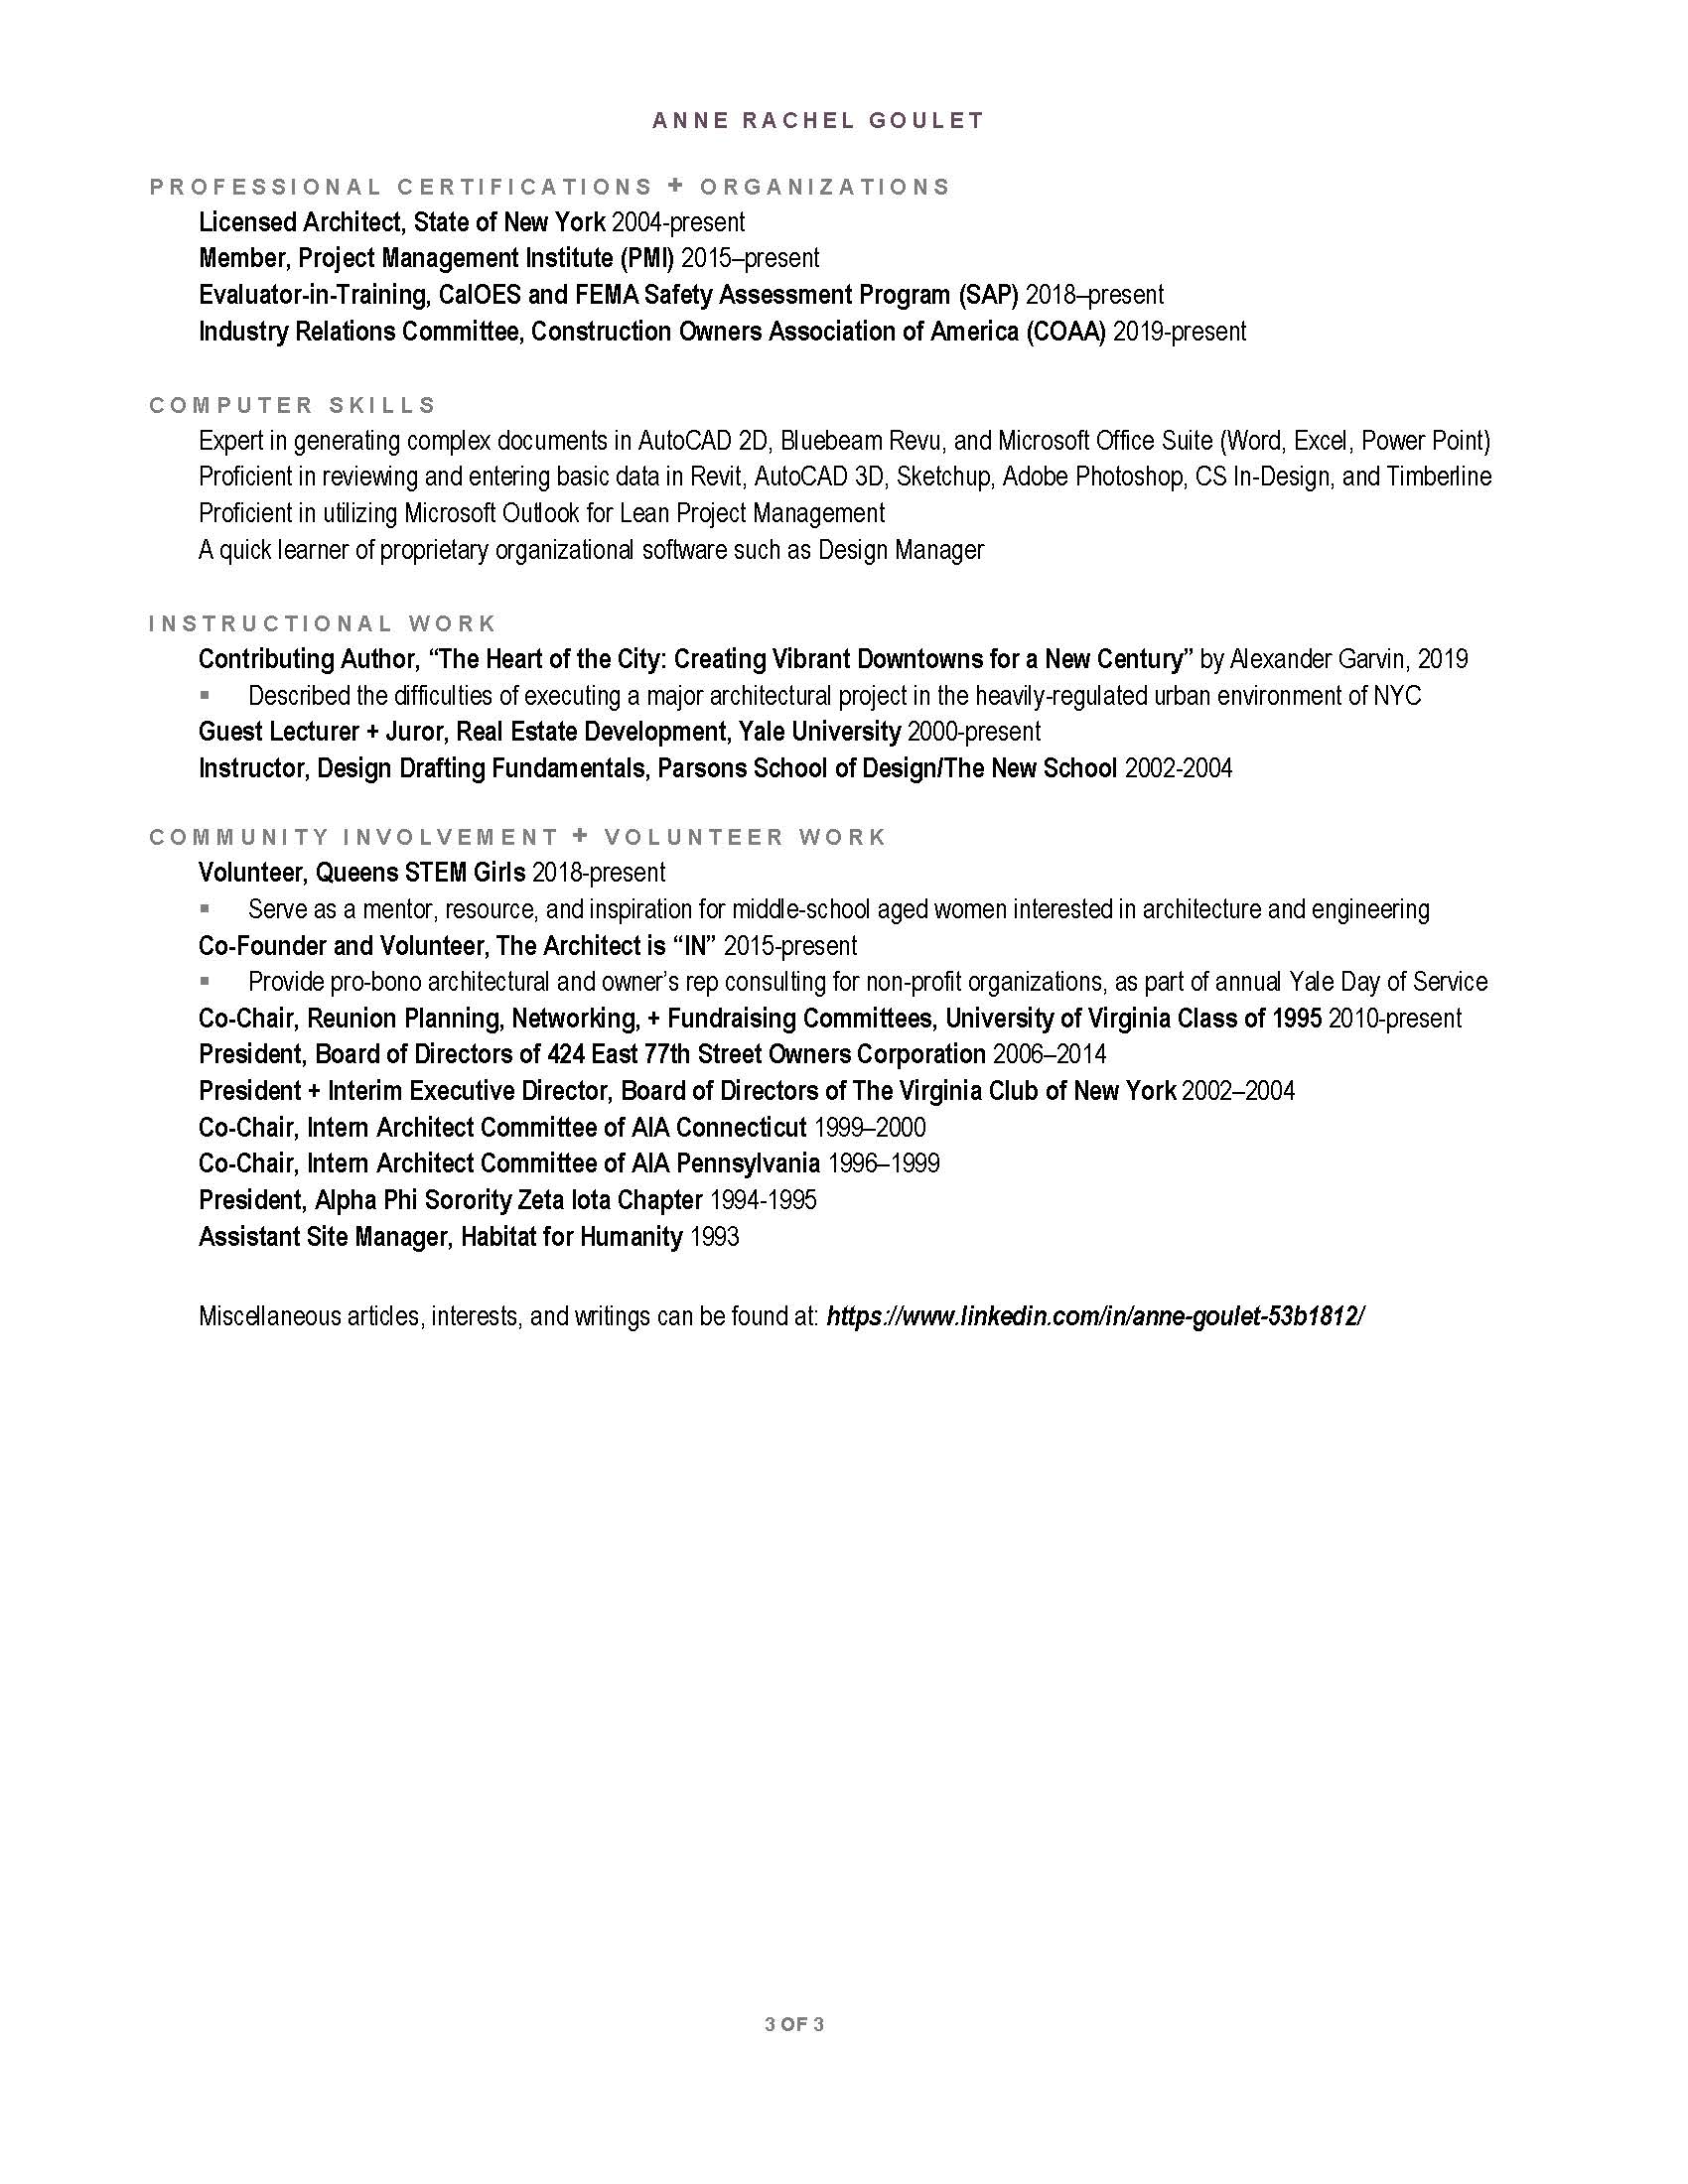 ANNE RACHEL GOULET
PROFESSIONAL CERTIFICATIONS + ORGANIZATIONS
Licensed Architect, State of New York 2004-present
Member, Project Management Institute (PMI) 2015–present
Evaluator-in-Training, CalOES and FEMA Safety Assessment Program (SAP) 2018–present
Industry Relations Committee, Construction Owners Association of America (COAA) 2019-present
COMPUTER SKILLS
Expert in generating complex documents in AutoCAD 2D, Bluebeam Revu, and Microsoft Office Suite (Word, Excel, Power Point)
Proficient in reviewing and entering basic data in Revit, AutoCAD 3D, Sketchup, Adobe Photoshop, CS In-Design, and Timberline
Proficient in utilizing Microsoft Outlook for Lean Project Management
A quick learner of proprietary organizational software such as Design Manager
INSTRUCTIONAL WORK
Contributing Author, “The Heart of the City: Creating Vibrant Downtowns for a New Century” by Alexander Garvin, 2019
▪ Described the difficulties of executing a major architectural project in the heavily-regulated urban environment of NYC
Guest Lecturer + Juror, Real Estate Development, Yale University 2000-present
Instructor, Design Drafting Fundamentals, Parsons School of Design/The New School 2002-2004
COMMUNITY INVOLVEMENT + VOLUNTEER WORK
Volunteer, Queens STEM Girls 2018-present
▪ Serve as a mentor, resource, and inspiration for middle-school aged women interested in architecture and engineering
Co-Founder and Volunteer, The Architect is “IN” 2015-present
▪ Provide pro-bono architectural and owner’s rep consulting for non-profit organizations, as part of annual Yale Day of Service
Co-Chair, Reunion Planning, Networking, + Fundraising Committees, University of Virginia Class of 1995 2010-present
President, Board of Directors of 424 East 77th Street Owners Corporation 2006–2014
President + Interim Executive Director, Board of Directors of The Virginia Club of New York 2002–2004
Co-Chair, Intern Architect Committee of AIA Connecticut 1999–2000
Co-Chair, Intern Architect Committee of AIA Pennsylvania 1996–1999
President, Alpha Phi Sorority Zeta Iota Chapter 1994-1995
Assistant Site Manager, Habitat for Humanity 1993
Miscellaneous articles, interests, and writings can be found at: https://www.linkedin.com/in/anne-goulet-53b1812/
3 OF 3